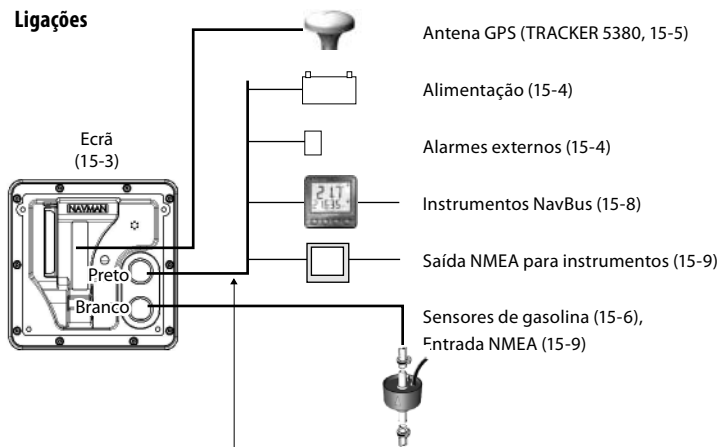 Ligações
Antena GPS (TRACKER 5380, 15-5)
Alimentação (15-4)
Ecrã
(15-3)
Alarmes externos (15-4)
NAVMAN
Instrumentos NavBus (15-8)
Preto
Saída NMEA para instrumentos (15-9)
Branco
Sensores de gasolina (15-6),
Entrada NMEA (15-9)